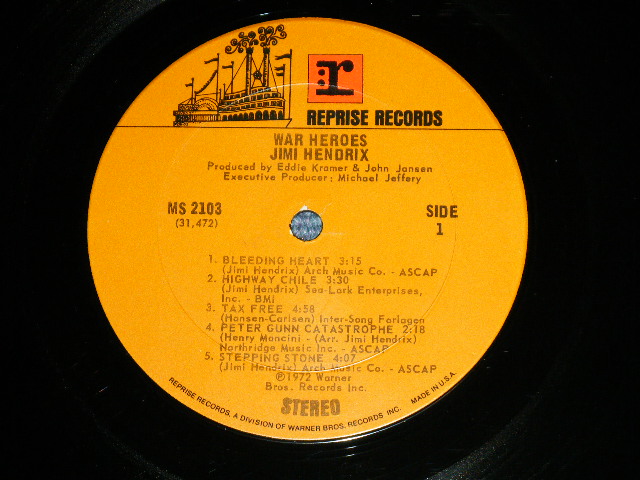 r
REPRISE RECORDS
WAR HEROES
JIMI HENDRIX
Produced by Eddie Kramer & John Jansen
Executive Producer: Michael Jeffery
MS 2103
(31,472)
SIDE
1
1. BLEEDING HEART 3:15
(Jimi Hendrix) Arch Music Co. - ASCAP
2. HIGHWAY CHILE 3:30
(Jimi Hendrix) Sea-Lark Enterprises,
Inc. - BMI
3. TAX FREE 4:58
(Hansen-Carlsen) Inter-Song Forlagen
4. PETER GUNN CATASTROPHE 2:18
(Henry Mancini - (Arr. Jimi Hendrix)
Northridge Music Inc. - ASCAP
5. STEPPING STONE 4:07
(Jimi Hendrix) Arch Music Co. - ASCAP
℗1972 Warner
Bros. Records Inc.
STEREO
REPRISE RECORDS, A DIVISION OF WARNER BROS. RECORDS INC. MADE IN U.S.A.